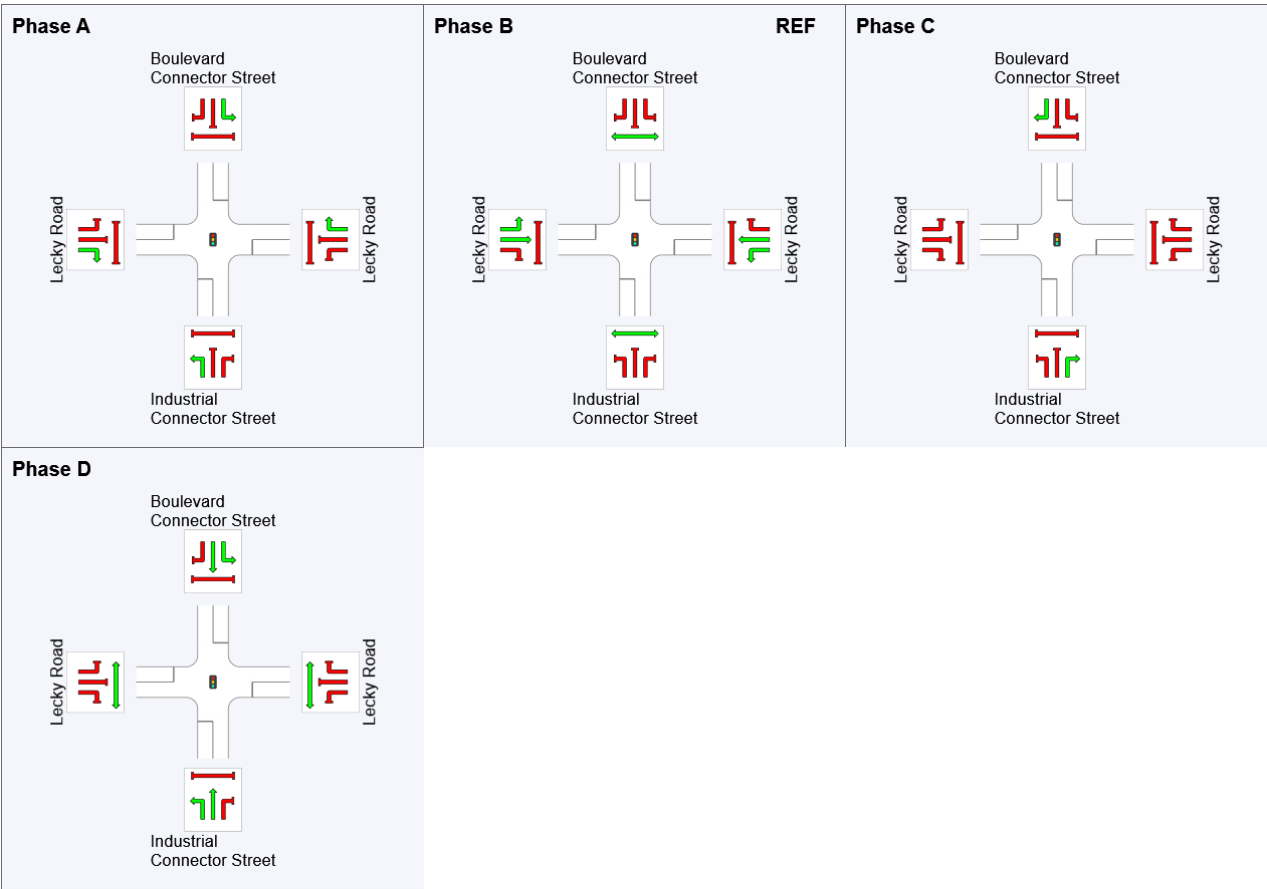 Phase A
Boulevard
Connector Street
Lecky Road
Lecky Road
Industrial
Connector Street
Phase B
REF
Boulevard
Connector Street
Lecky Road
Lecky Road
Industrial
Connector Street
Phase C
Boulevard
Connector Street
Lecky Road
Lecky Road
Industrial
Connector Street
Phase D
Boulevard
Connector Street
Lecky Road
Lecky Road
Industrial
Connector Street